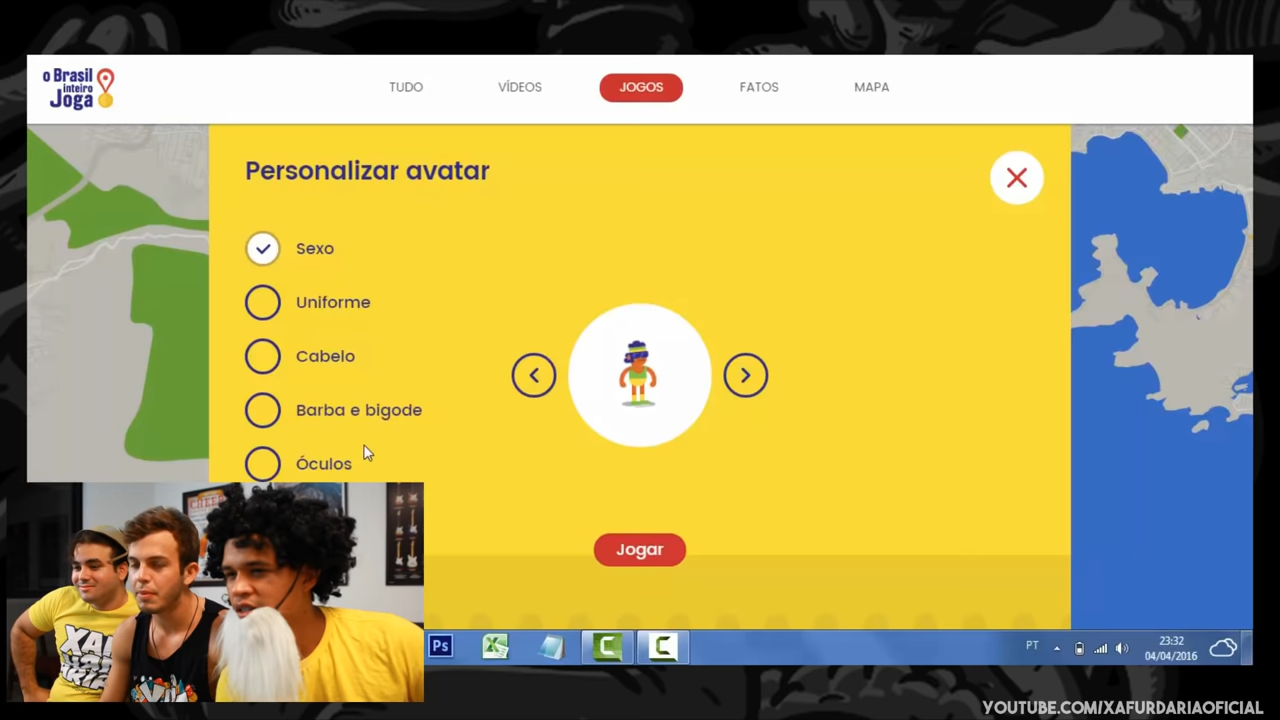 o Brasil
inteiro
Joga
TUDO VÍDEOS JOGOS FATOS MAPA
Personalizar avatar
Sexo
Uniforme
Cabelo
Barba e bigode
Óculos
Jogar
Ps
PT
23:32
04/04/2016
YOUTUBE.COM/XAFURDARIAOFICIAL